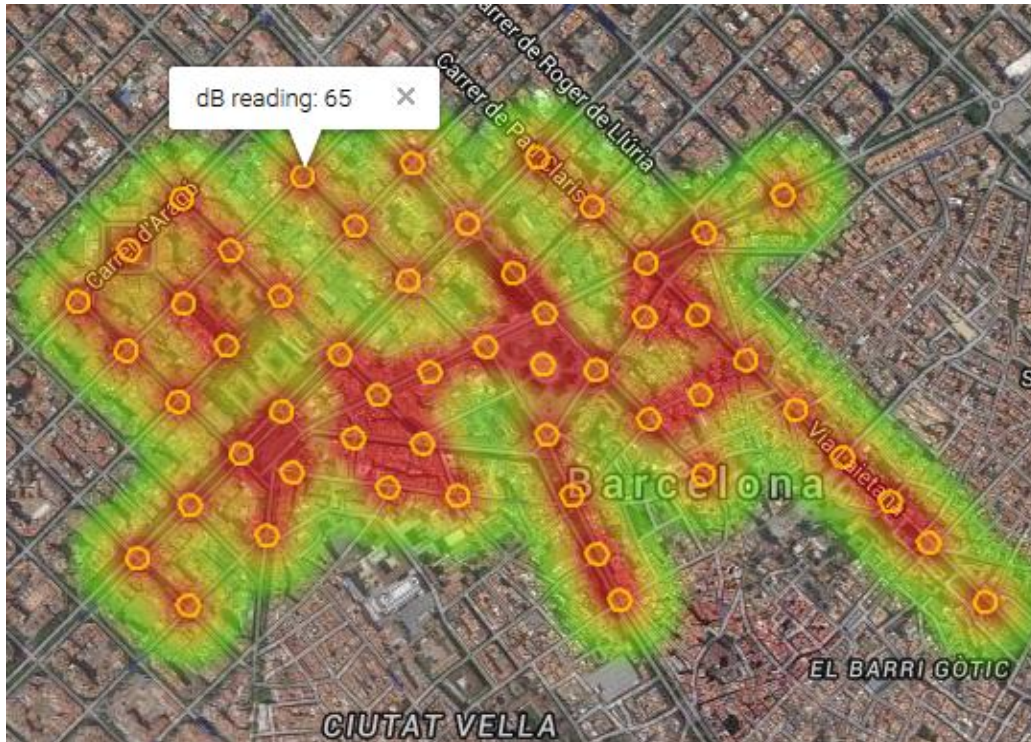 Carrer de Roger de Llúria
Carrer de Pau Claris
dB reading: 65 ×
Carrer d'Aragó
Via Laietana
Barcelona
EL BARRI GÒTIC
CIUTAT VELLA